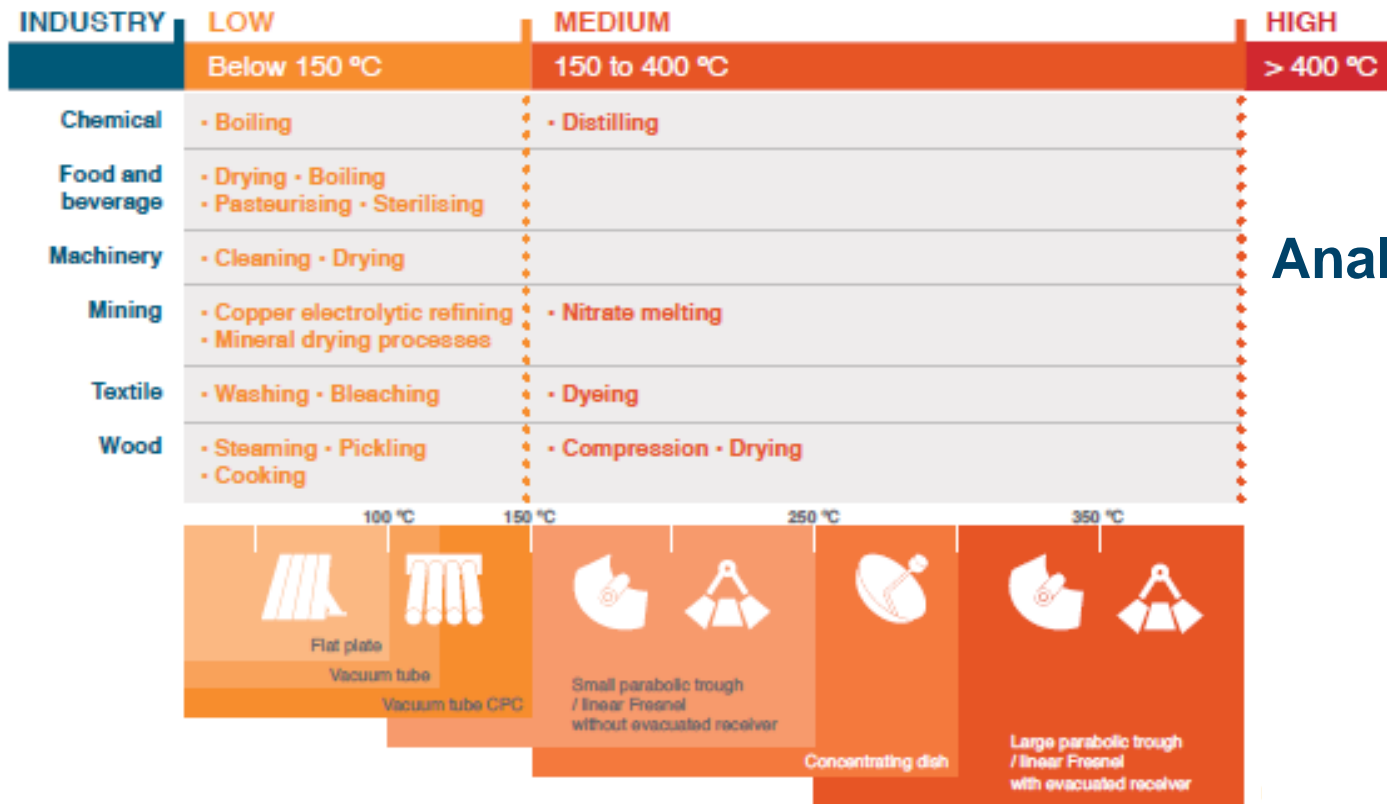 INDUSTRY LOW MEDIUM HIGH
Below 150 ºC 150 to 400 ºC > 400 ºC
Chemical • Boiling • Distilling
Food and • Drying • Boiling
beverage • Pasteurising • Sterilising
Machinery • Cleaning • Drying
Anal
Mining • Copper electrolytic refining • Nitrate melting
• Mineral drying processes
Textile • Washing • Bleaching • Dyeing
Wood • Steaming • Pickling • Compression • Drying
• Cooking
100 ºC 150 ºC 250 ºC 350 ºC
Flat plate
Vacuum tube
Vacuum tube CPC
Small parabolic trough
/ linear Fresnel
without evacuated receiver
Concentrating dish
Large parabolic trough
/ linear Fresnel
with evacuated receiver